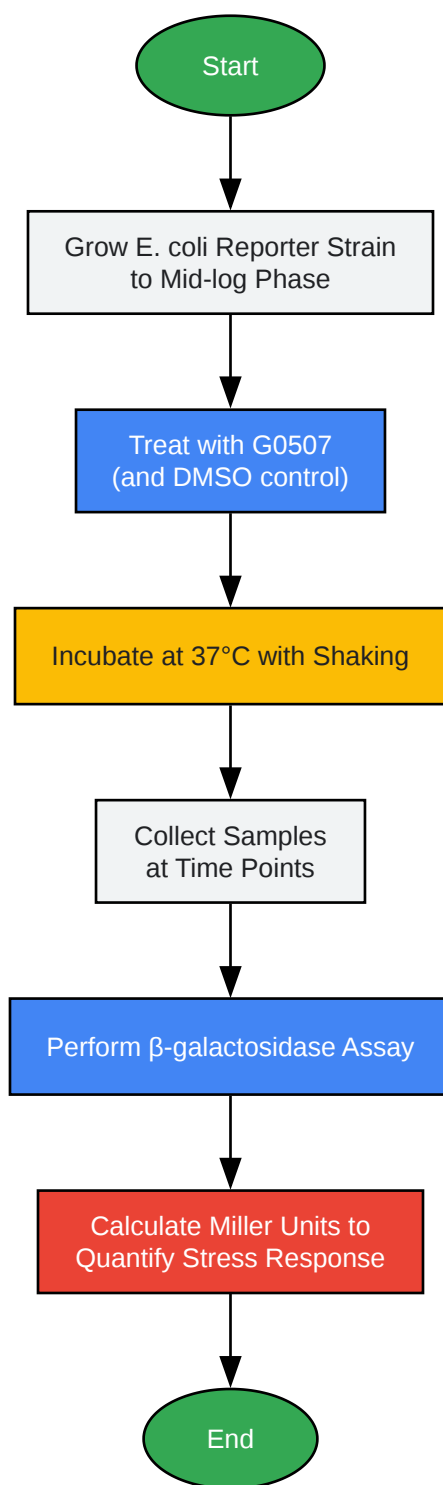 Start
Grow E. coli Reporter Strain
to Mid-log Phase
Treat with G0507
(and DMSO control)
Incubate at 37°C with Shaking
Collect Samples
at Time Points
Perform β-galactosidase Assay
Calculate Miller Units to
Quantify Stress Response
End